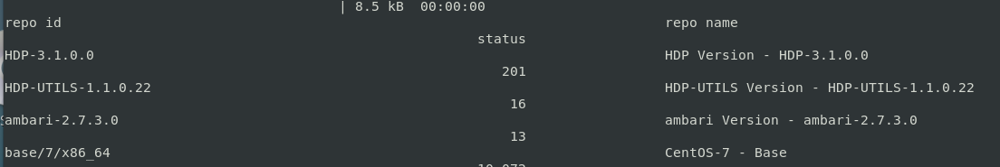 | 8.5 kB  00:00:00
repo id repo name
status
HDP-3.1.0.0 HDP Version - HDP-3.1.0.0
201
HDP-UTILS-1.1.0.22 HDP-UTILS Version - HDP-UTILS-1.1.0.22
16
ambari-2.7.3.0 ambari Version - ambari-2.7.3.0
13
base/7/x86_64 CentOS-7 - Base